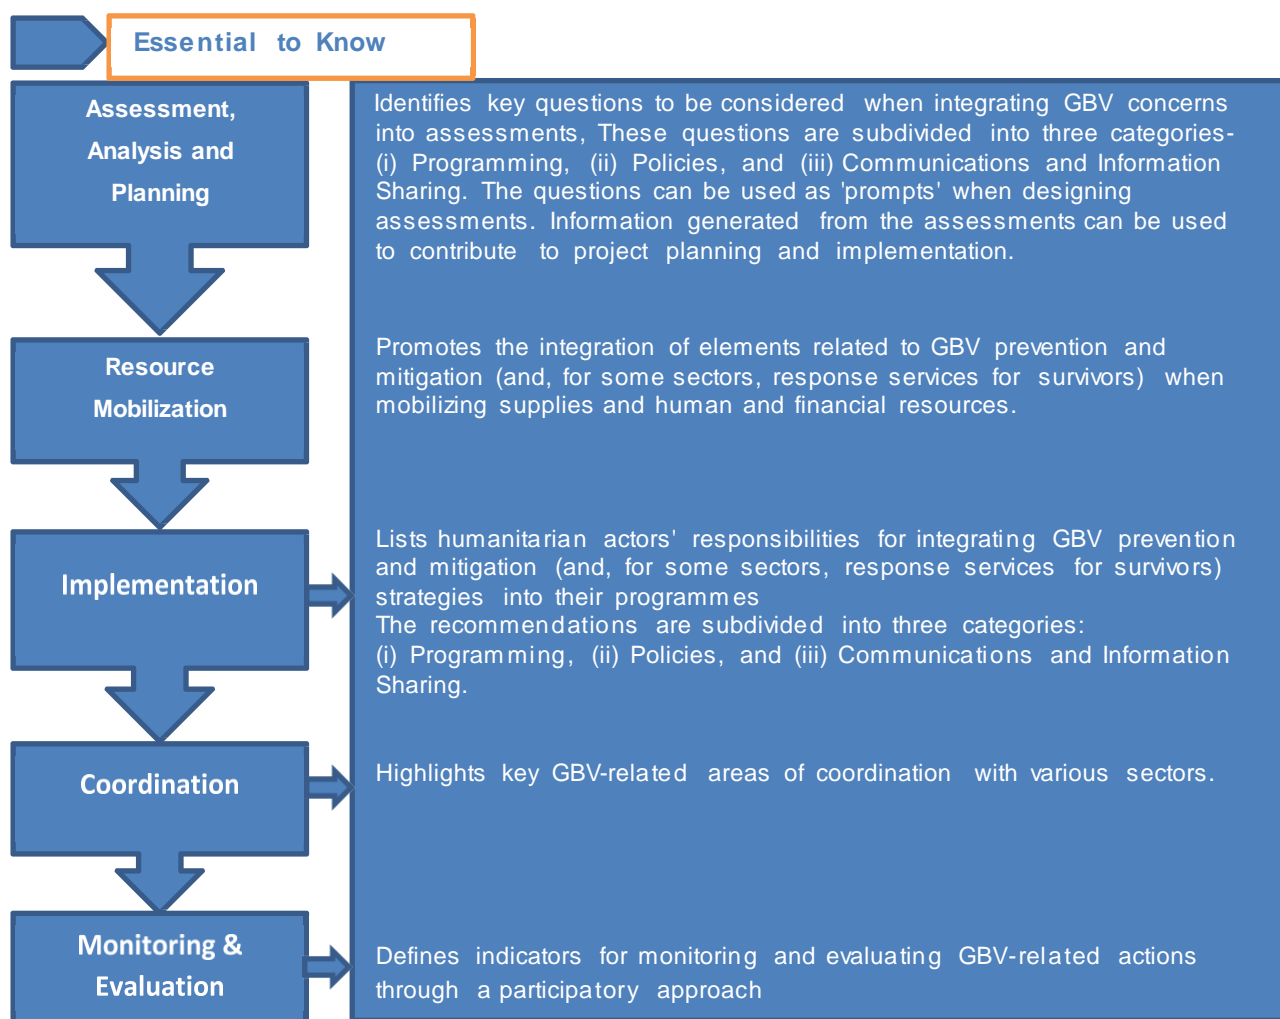 Essential to Know
Assessment,
Analysis and
Planning
Identifies key questions to be considered when integrating GBV concerns
into assessments, These questions are subdivided into three categories-
(i) Programming, (ii) Policies, and (iii) Communications and Information
Sharing. The questions can be used as 'prompts' when designing
assessments. Information generated from the assessments can be used
to contribute to project planning and implementation.
Resource
Mobilization
Promotes the integration of elements related to GBV prevention and
mitigation (and, for some sectors, response services for survivors) when
mobilizing supplies and human and financial resources.
Implementation
Lists humanitarian actors' responsibilities for integrating GBV prevention
and mitigation (and, for some sectors, response services for survivors)
strategies into their programmes
The recommendations are subdivided into three categories:
(i) Programming, (ii) Policies, and (iii) Communications and Information
Sharing.
Coordination
Highlights key GBV-related areas of coordination with various sectors.
Monitoring &
Evaluation
Defines indicators for monitoring and evaluating GBV-related actions
through a participatory approach